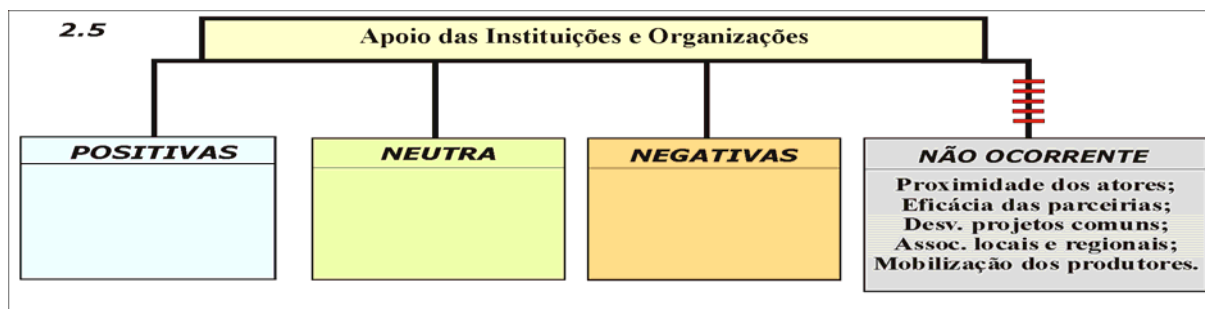 2.5
Apoio das Instituições e Organizações
POSITIVAS
NEUTRA
NEGATIVAS
NÃO OCORRENTE
Proximidade dos atores;
Eficácia das parceirias;
Desv. projetos comuns;
Assoc. locais e regionais;
Mobilização dos produtores.